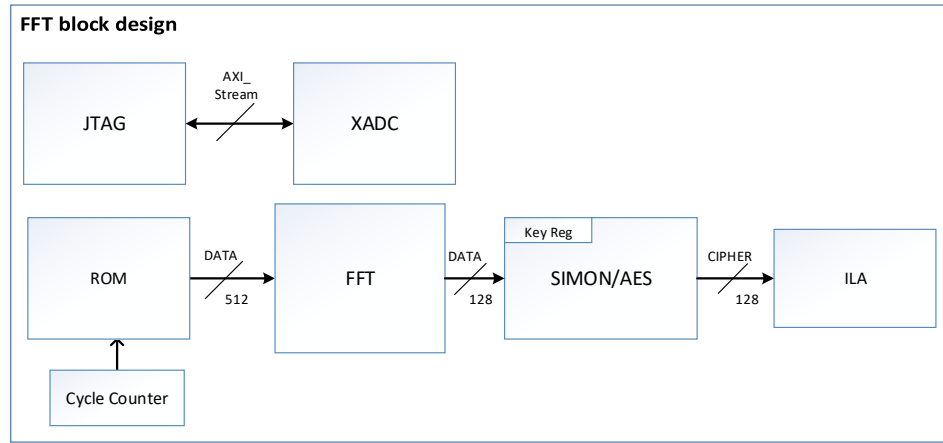 FFT block design
JTAG
AXI_
Stream
XADC
ROM
DATA
512
FFT
DATA
128
Key Reg
SIMON/AES
CIPHER
128
ILA
Cycle Counter